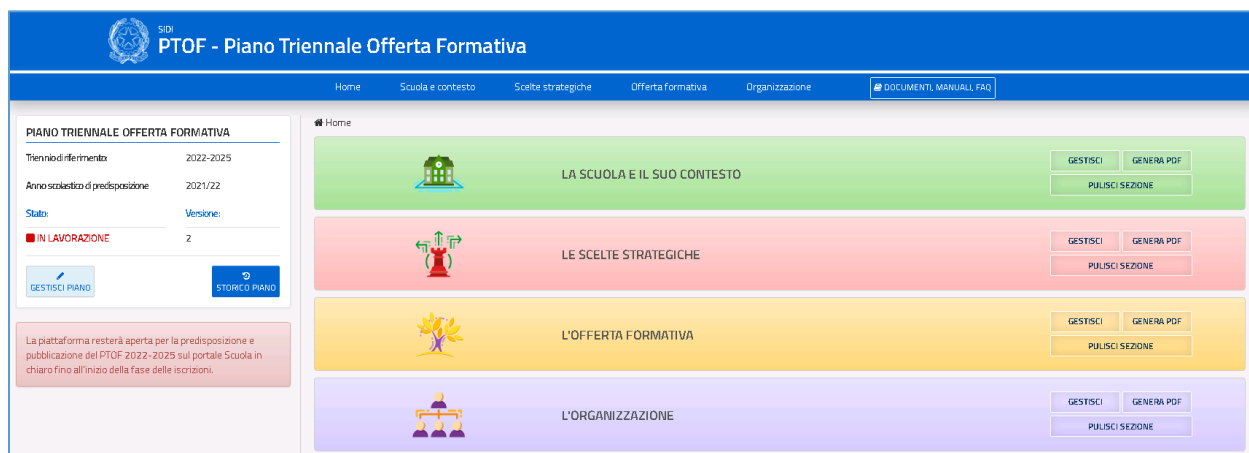 SIDI
PTOF - Piano Triennale Offerta Formativa
Home
Scuola e contesto
Scelte strategiche
Offerta formativa
Organizzazione
DOCUMENTI, MANUALI, FAQ
PIANO TRIENNALE OFFERTA FORMATIVA
Triennio di riferimento: 2022-2025
Anno scolastico di predisposizione 2021/22
Stato: Versione:
IN LAVORAZIONE 2
GESTISCI PIANO
STORICO PIANO
La piattaforma resterà aperta per la predisposizione e
pubblicazione del PTOF 2022-2025 sul portale Scuola in
chiaro fino all'inizio della fase delle iscrizioni.
Home
LA SCUOLA E IL SUO CONTESTO
GESTISCI
GENERA PDF
PULISCI SEZIONE
LE SCELTE STRATEGICHE
GESTISCI
GENERA PDF
PULISCI SEZIONE
L'OFFERTA FORMATIVA
GESTISCI
GENERA PDF
PULISCI SEZIONE
L'ORGANIZZAZIONE
GESTISCI
GENERA PDF
PULISCI SEZIONE